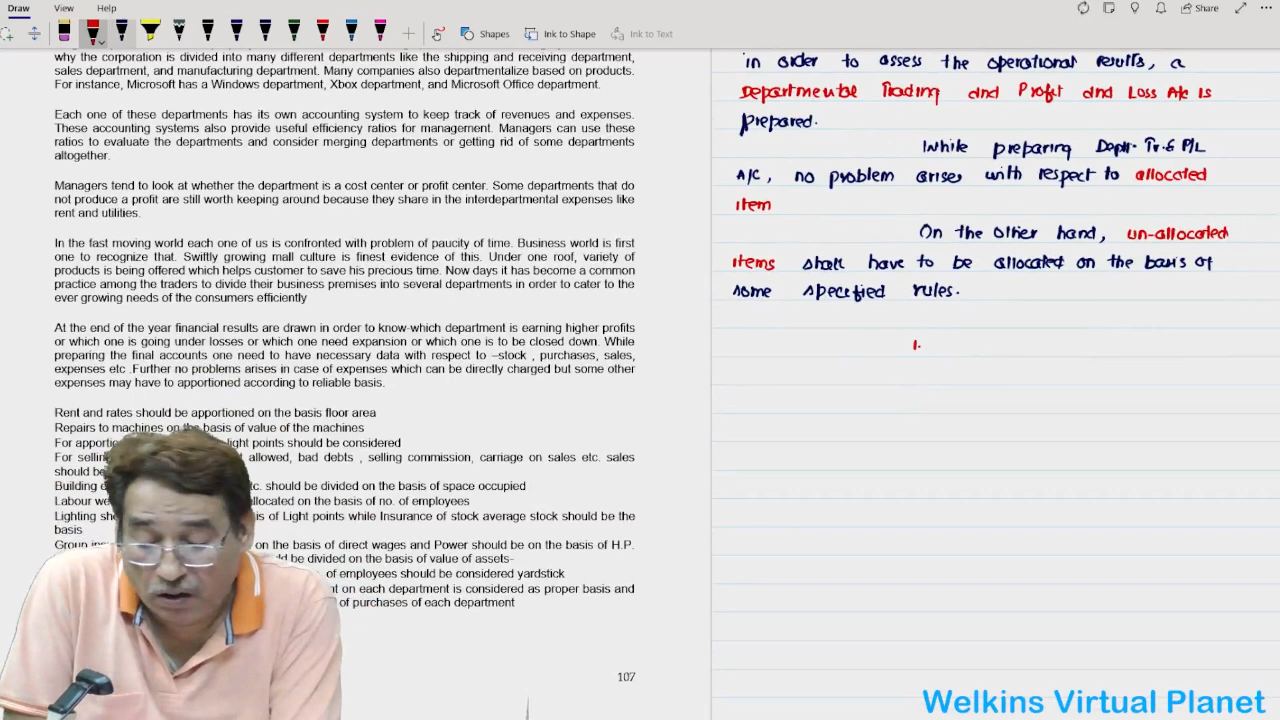 Draw View Help
Shapes Ink to Shape Ink to Text Share
why the corporation is divided into many different departments like the shipping and receiving department,
sales department, and manufacturing department. Many companies also departmentalize based on products.
For instance, Microsoft has a Windows department, Xbox department, and Microsoft Office department.
Each one of these departments has its own accounting system to keep track of revenues and expenses.
These accounting systems also provide useful efficiency ratios for management. Managers can use these
ratios to evaluate the departments and consider merging departments or getting rid of some departments
altogether.
Managers tend to look at whether the department is a cost center or profit center. Some departments that do
not produce a profit are still worth keeping around because they share in the interdepartmental expenses like
rent and utilities.
In the fast moving world each one of us is confronted with problem of paucity of time. Business world is first
one to recognize that. Swiftly growing mall culture is finest evidence of this. Under one roof, variety of
products is being offered which helps customer to save his precious time. Now days it has become a common
practice among the traders to divide their business premises into several departments in order to cater to the
ever growing needs of the consumers efficiently
At the end of the year financial results are drawn in order to know-which department is earning higher profits
or which one is going under losses or which one need expansion or which one is to be closed down. While
preparing the final accounts one need to have necessary data with respect to –stock , purchases, sales,
expenses etc .Further no problems arises in case of expenses which can be directly charged but some other
expenses may have to apportioned according to reliable basis.
Rent and rates should be apportioned on the basis floor area
Repairs to machines on the basis of value of the machines
For light points should be considered
For allowed, bad debts , selling commission, carriage on sales etc. sales
should be
Building etc. should be divided on the basis of space occupied
Labour allocated on the basis of no. of employees
Lighting of Light points while Insurance of stock average stock should be the
basis
Group on the basis of direct wages and Power should be on the basis of H.P.
be divided on the basis of value of assets-
of employees should be considered yardstick
on each department is considered as proper basis and
of purchases of each department
107
in order to assess the operational results, a
Departmental Trading and Profit and Loss A/c is
prepared.
While preparing Deptt. Tr. & P/L
A/C, no problem arises with respect to allocated
item
On the other hand, un-allocated
items shall have to be allocated on the basis of
some specified rules.
1.
Welkins Virtual Planet